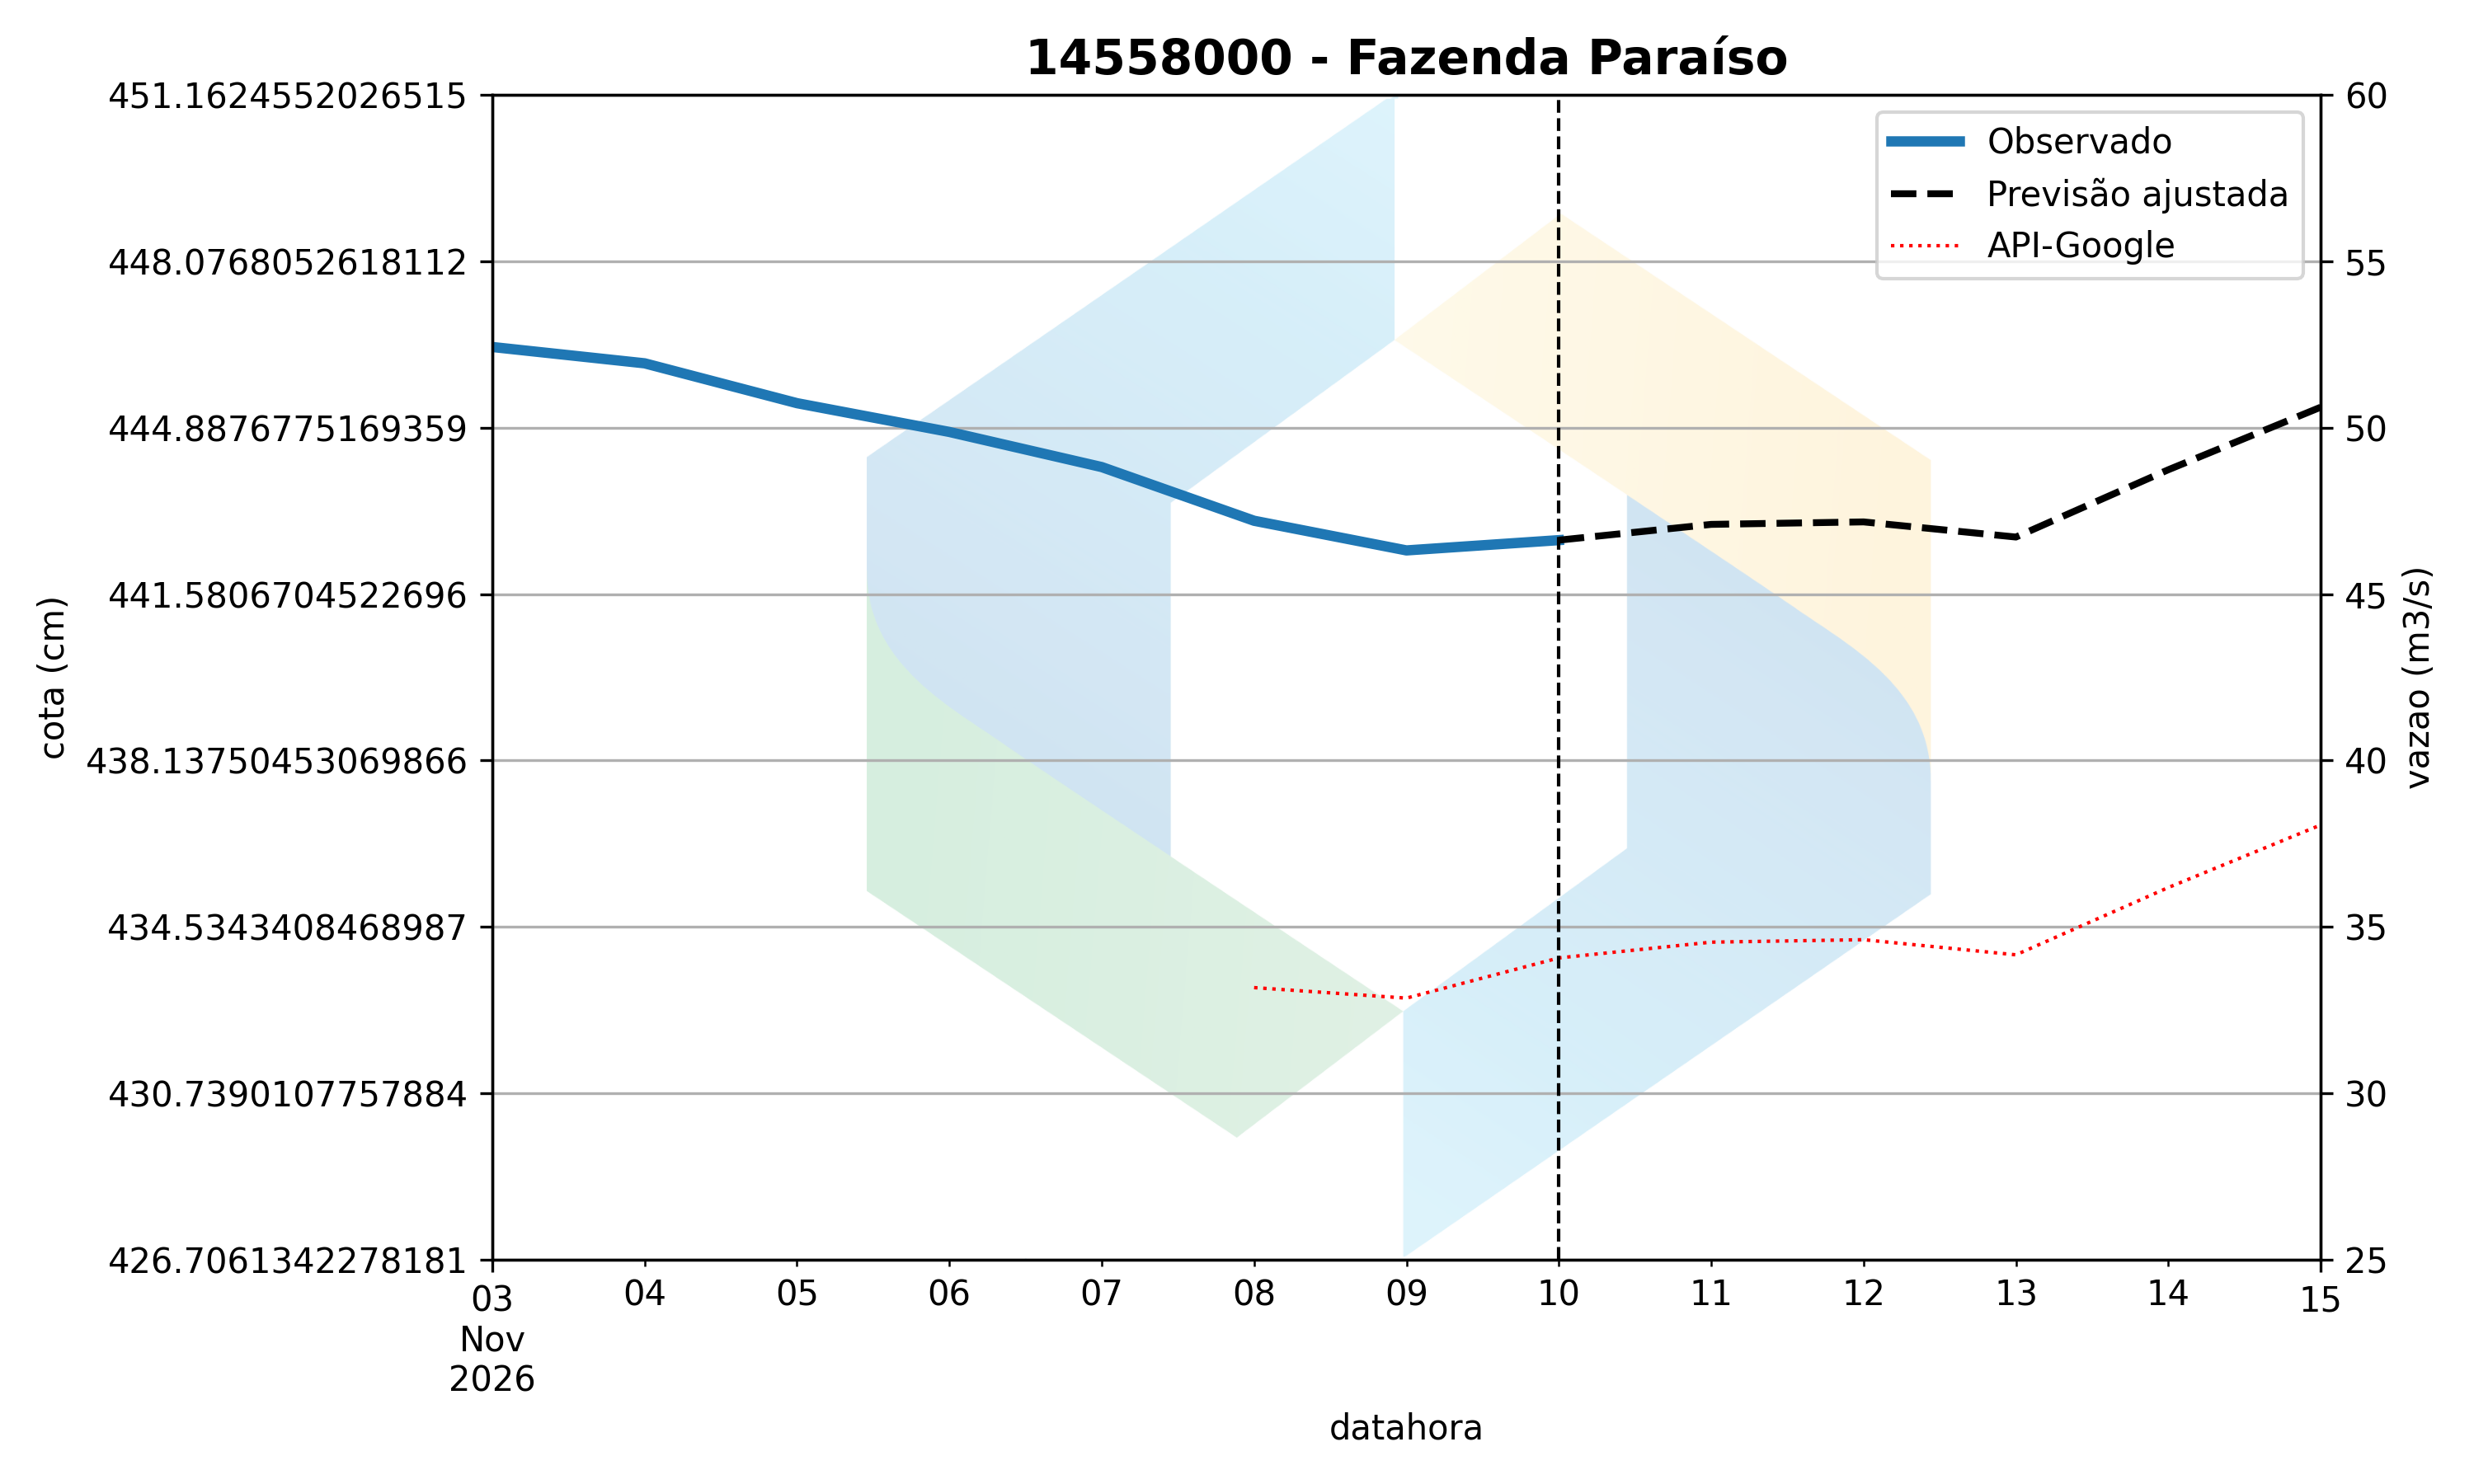 14558000 - Fazenda Paraíso
451.1624552026515
448.0768052618112
444.8876775169359
441.5806704522696
438.13750453069866
434.5343408468987
430.7390107757884
426.7061342278181
cota (cm)
60
55
50
45
40
35
30
25
vazao (m3/s)
Observado
Previsão ajustada
API-Google
03 04 05 06 07 08 09 10 11 12 13 14 15
Nov
2026
datahora